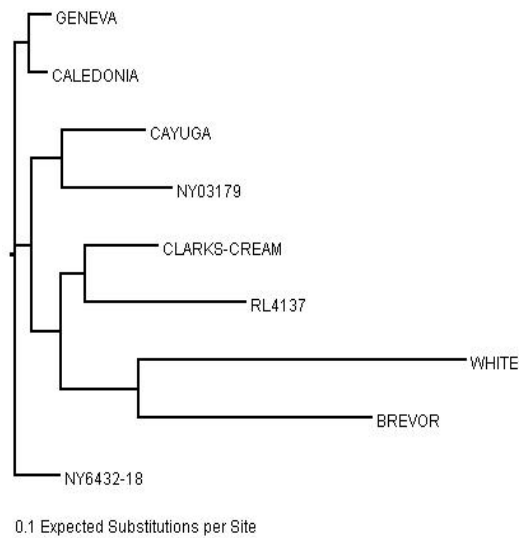 GENEVA
CALEDONIA
CAYUGA
NY03179
CLARKS-CREAM
RL4137
WHITE
BREVOR
NY6432-18
0.1 Expected Substitutions per Site